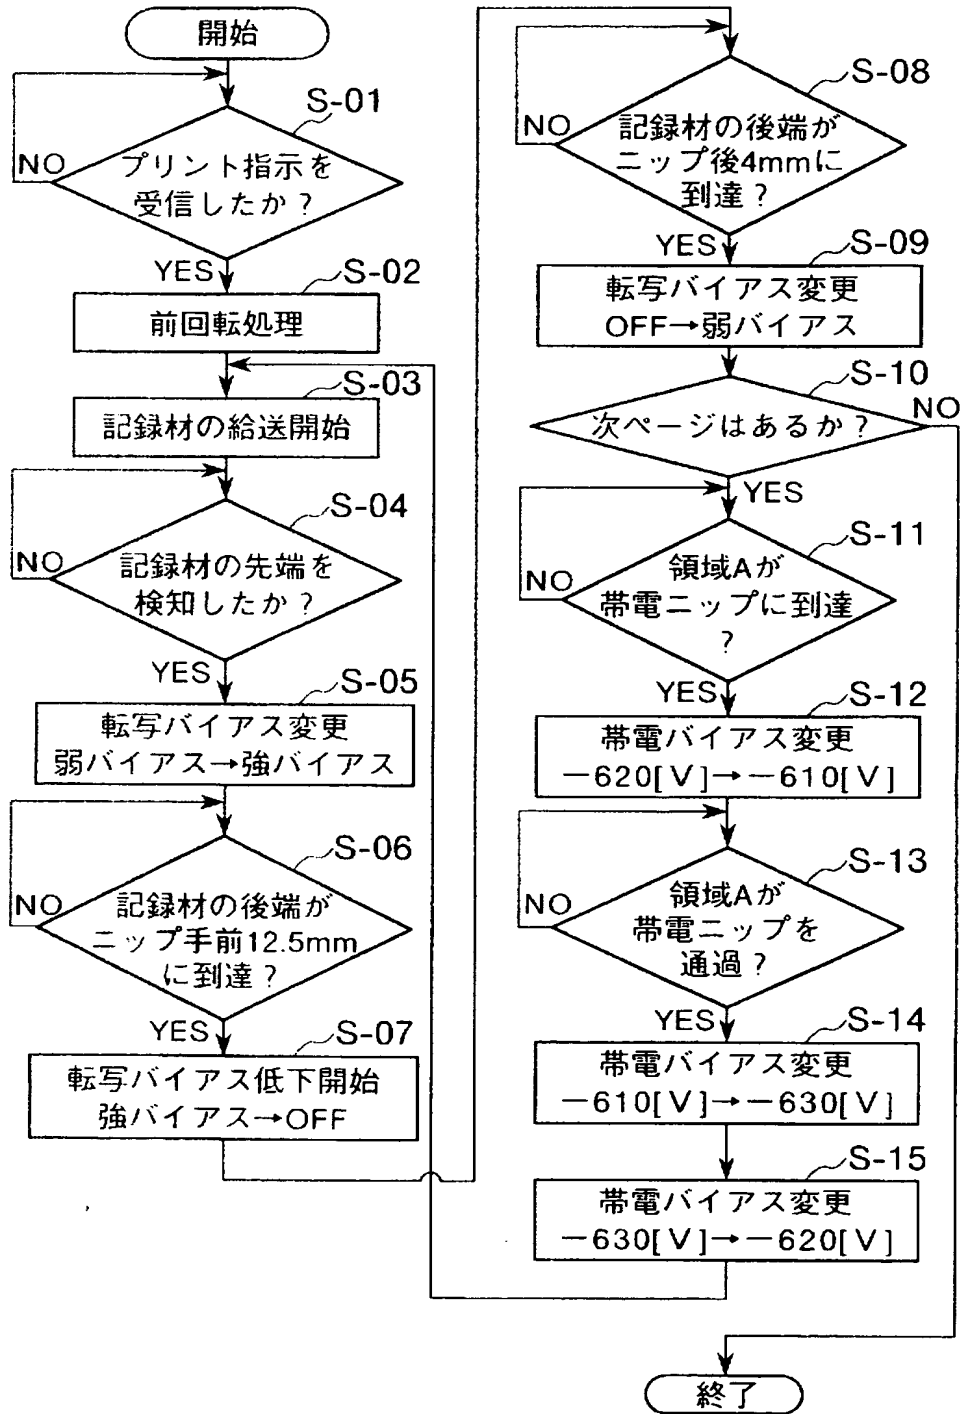 開始
S-01
プリント指示を
受信したか？
NO
YES
S-02
前回転処理
S-03
記録材の給送開始
S-04
記録材の先端を
検知したか？
NO
YES
S-05
転写バイアス変更
弱バイアス→強バイアス
S-06
記録材の後端が
ニップ手前12.5mm
に到達？
NO
YES
S-07
転写バイアス低下開始
強バイアス→OFF
S-08
記録材の後端が
ニップ後4mmに
到達？
NO
YES
S-09
転写バイアス変更
OFF→弱バイアス
S-10
次ページはあるか？
NO
YES
S-11
領域Aが
帯電ニップに到達
？
NO
YES
S-12
帯電バイアス変更
−620[V]→−610[V]
S-13
領域Aが
帯電ニップを
通過？
NO
YES
S-14
帯電バイアス変更
−610[V]→−630[V]
S-15
帯電バイアス変更
−630[V]→−620[V]
終了